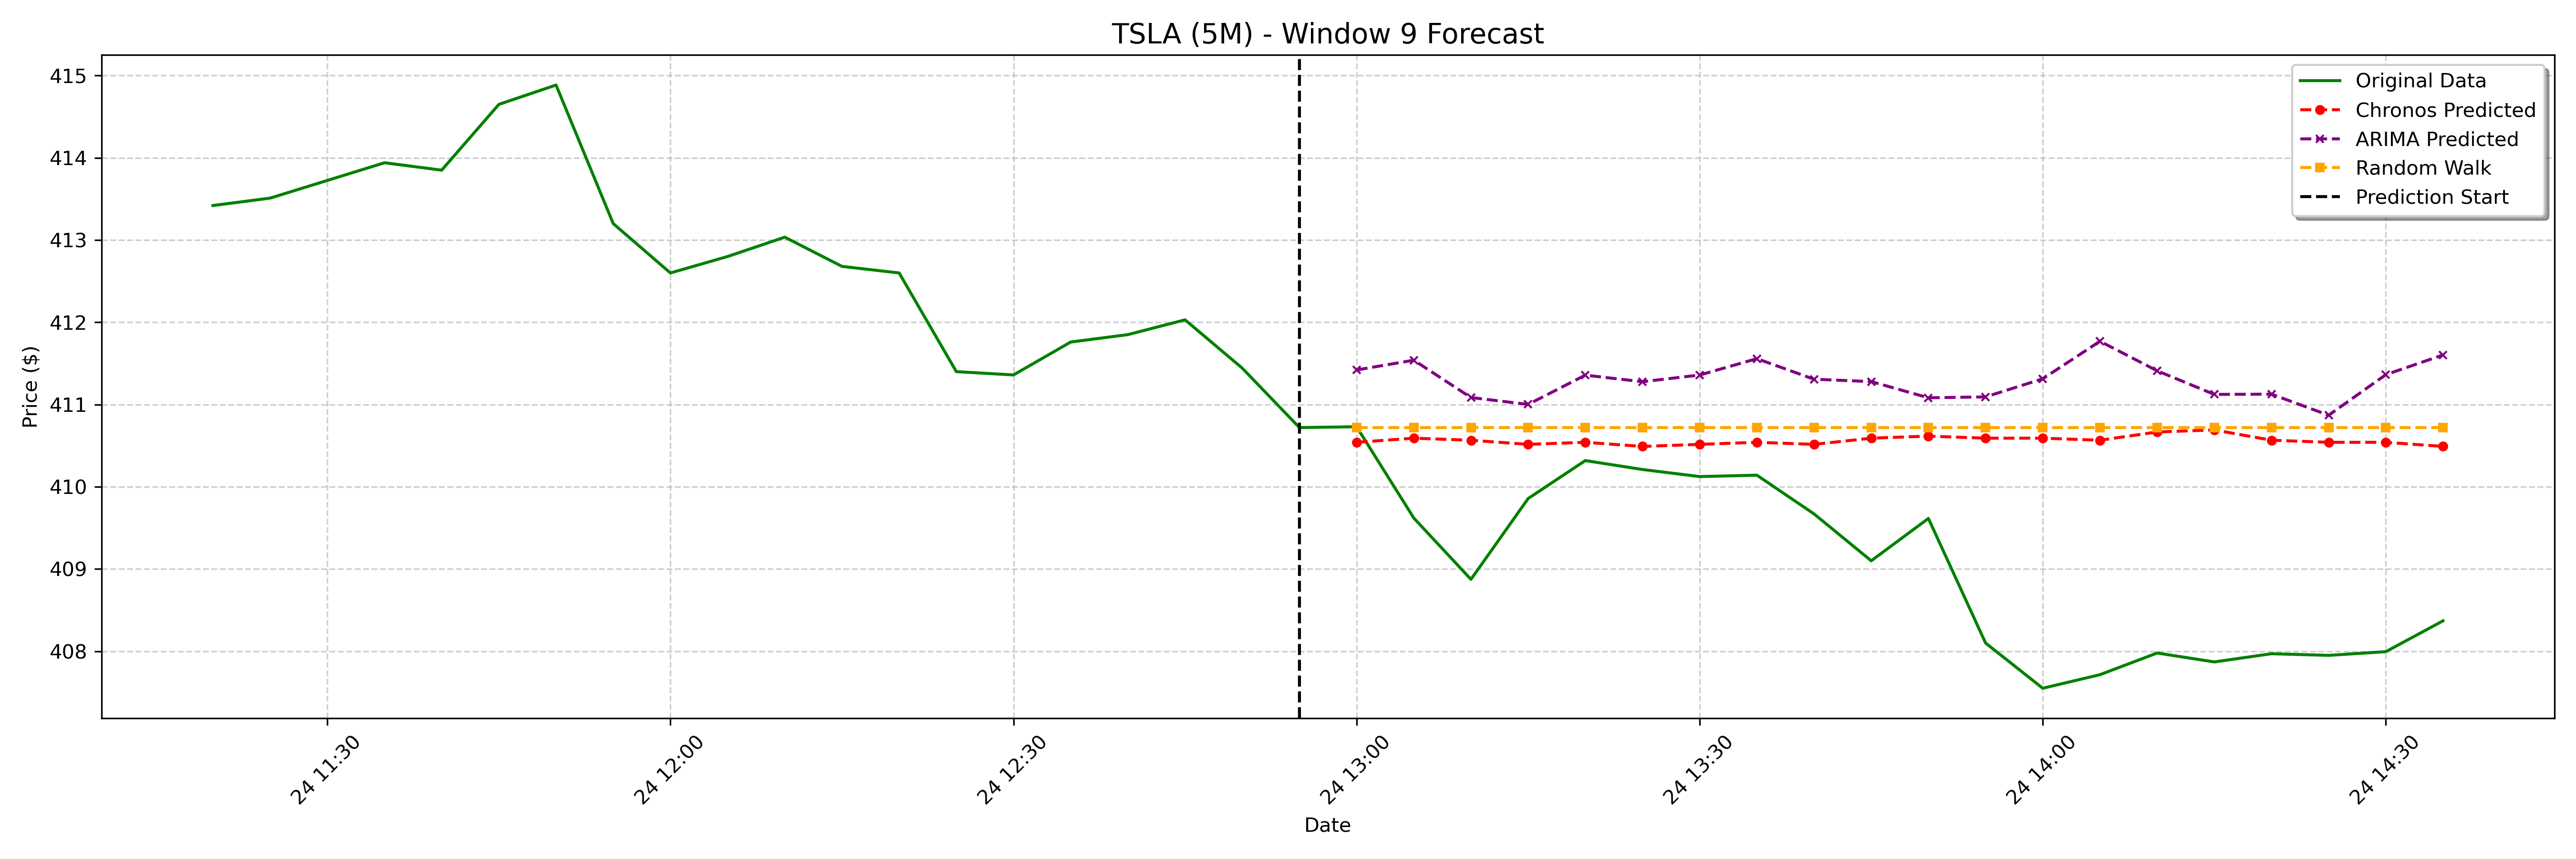 TSLA (5M) - Window 9 Forecast
Price ($)
415
414
413
412
411
410
409
408
Original Data
Chronos Predicted
ARIMA Predicted
Random Walk
Prediction Start
24 11:30
24 12:00
24 12:30
24 13:00
24 13:30
24 14:00
24 14:30
Date